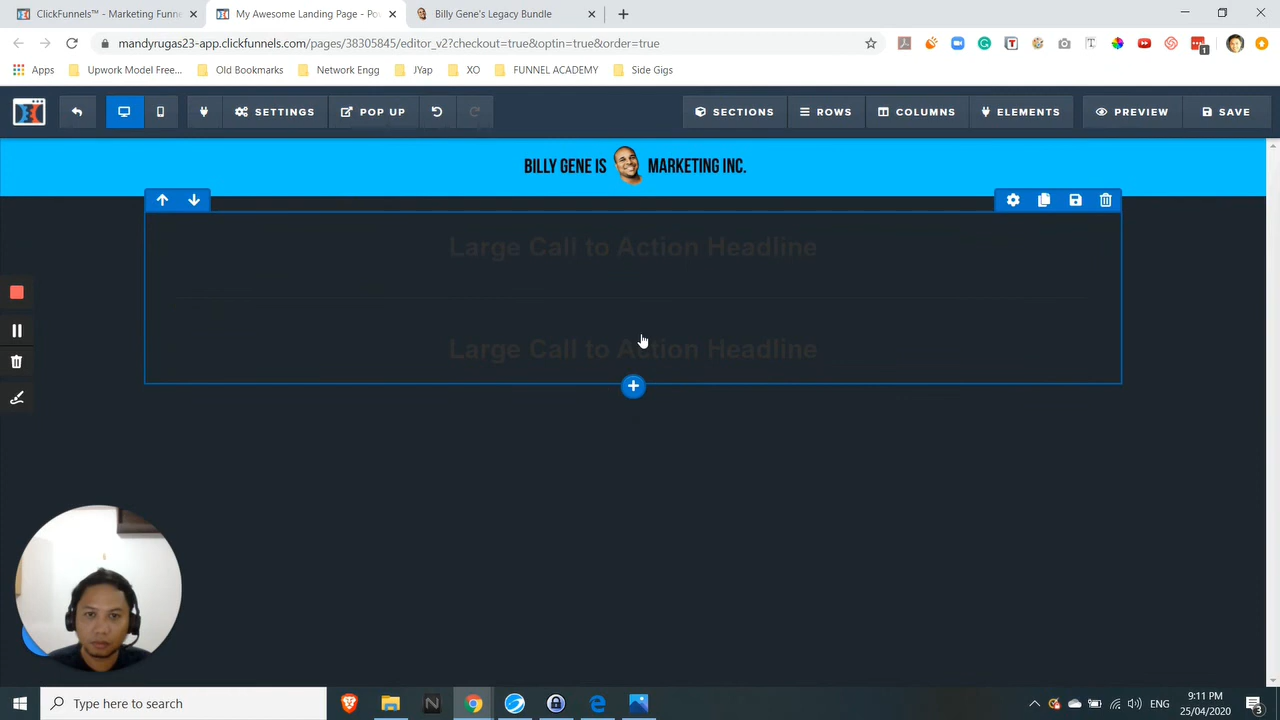 ClickFunnels™ - Marketing Funne
My Awesome Landing Page - Po
Billy Gene's Legacy Bundle
mandyrugas23-app.clickfunnels.com/pages/38305845/editor_v2?checkout=true&optin=true&order=true
Apps
Upwork Model Free...
Old Bookmarks
Network Engg
JYap
XO
FUNNEL ACADEMY
Side Gigs
SETTINGS
POP UP
SECTIONS
ROWS
COLUMNS
ELEMENTS
PREVIEW
SAVE
BILLY GENE IS MARKETING INC.
Large Call to Action Headline
Large Call to Action Headline
Type here to search
ENG
9:11 PM
25/04/2020
3